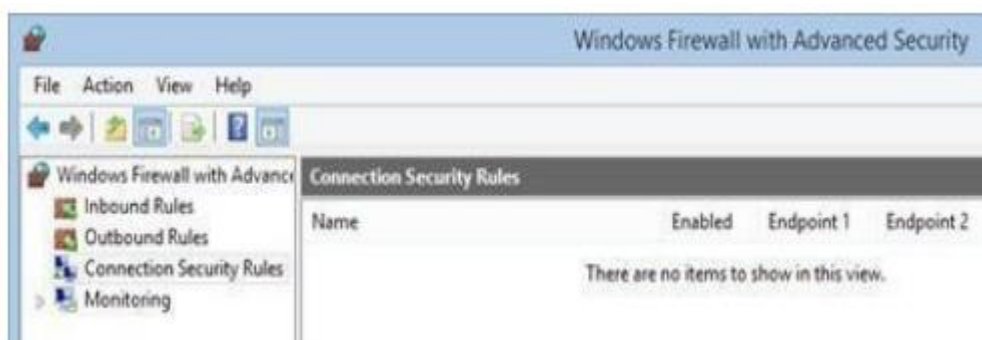 Windows Firewall with Advanced Security
File Action View Help
Windows Firewall with Advance
Inbound Rules
Outbound Rules
Connection Security Rules
Monitoring
Connection Security Rules
Name Enabled Endpoint 1 Endpoint 2
There are no items to show in this view.